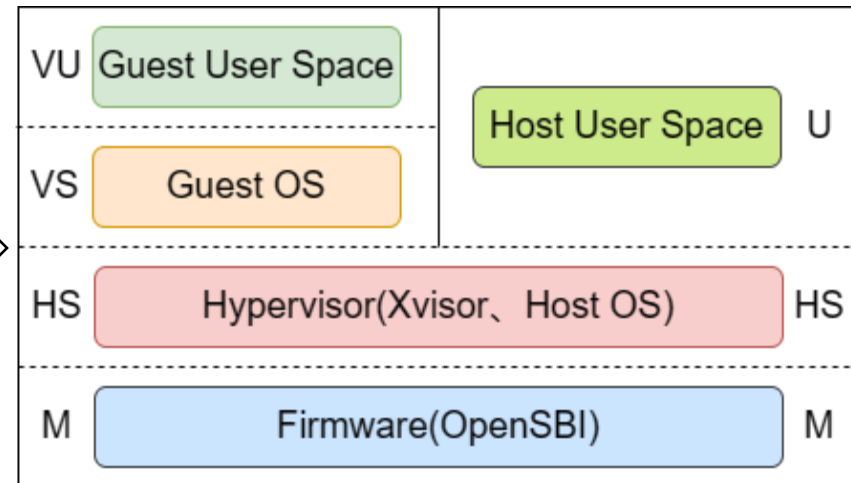 VU Guest User Space
Host User Space U
VS Guest OS
HS Hypervisor(Xvisor、Host OS) HS
M Firmware(OpenSBI) M